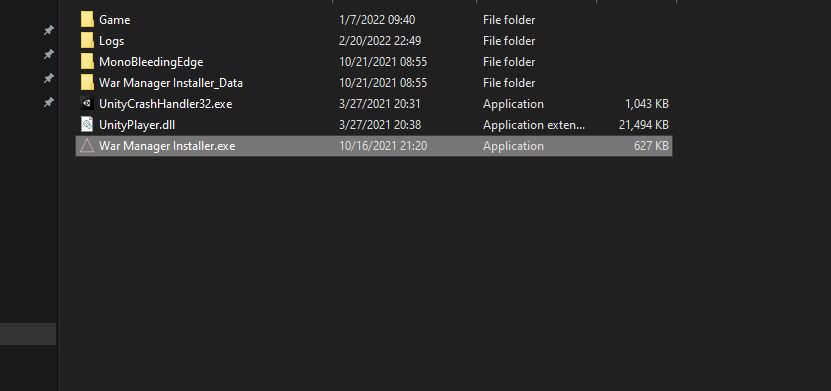 Game 1/7/2022 09:40 File folder
Logs 2/20/2022 22:49 File folder
MonoBleedingEdge 10/21/2021 08:55 File folder
War Manager Installer_Data 10/21/2021 08:55 File folder
UnityCrashHandler32.exe 3/27/2021 20:31 Application 1,043 KB
UnityPlayer.dll 3/27/2021 20:38 Application exten... 21,494 KB
War Manager Installer.exe 10/16/2021 21:20 Application 627 KB